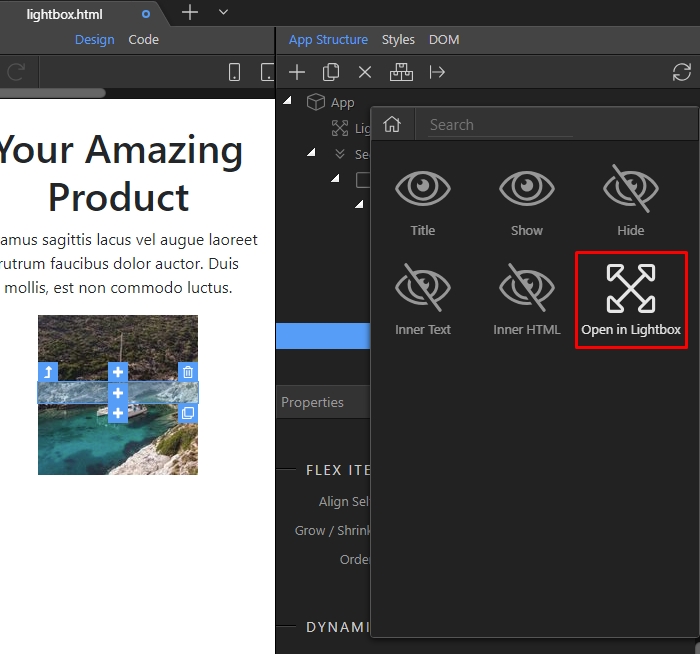 lightbox.html
Design Code
App Structure Styles DOM
App
Lig
Se
Search
Title Show Hide
Inner Text Inner HTML Open in Lightbox
Your Amazing
Product
amus sagittis lacus vel augue laoreet
rutrum faucibus dolor auctor. Duis
mollis, est non commodo luctus.
Properties
FLEX ITE
Align Sel
Grow / Shrink
Order
DYNAMI